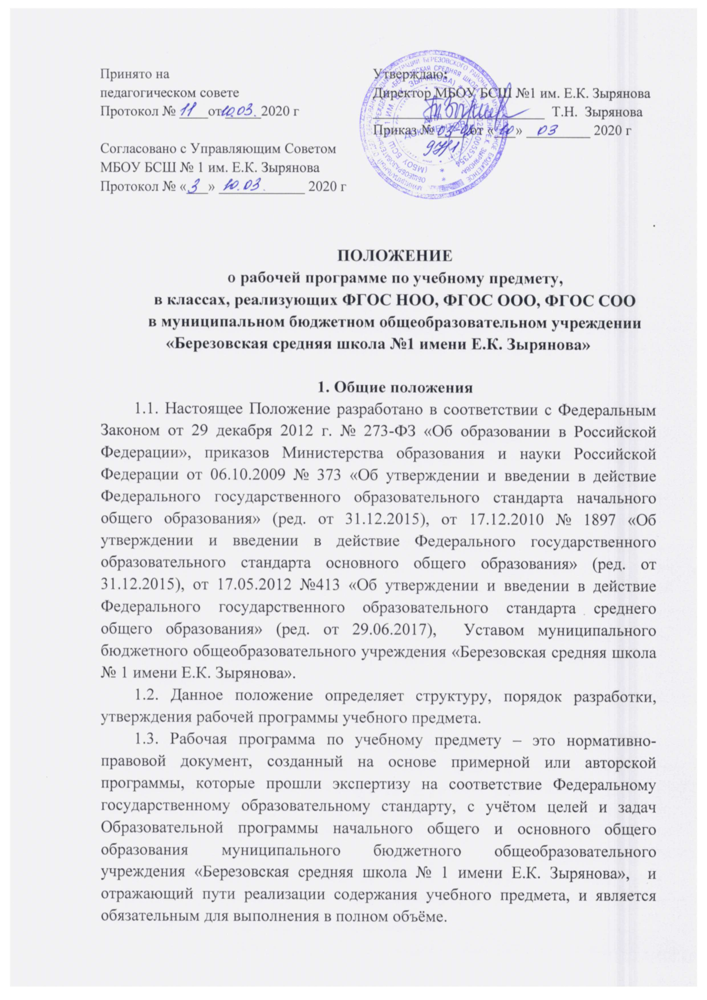 Принято на
педагогическом совете
Протокол № 11 от 10.03. 2020 г
Согласовано с Управляющим Советом
МБОУ БСШ № 1 им. Е.К. Зырянова
Протокол № «3» 10.03. 2020 г
Утверждаю:
Директор МБОУ БСШ №1 им. Е.К. Зырянова
Т.Н. Зырянова
Приказ № от «10» 03 2020 г
ДЛЯ
ДОКУМЕНТОВ
ПОЛОЖЕНИЕ
о рабочей программе по учебному предмету,
в классах, реализующих ФГОС НОО, ФГОС ООО, ФГОС СОО
в муниципальном бюджетном общеобразовательном учреждении
«Березовская средняя школа №1 имени Е.К. Зырянова»
1. Общие положения
1.1. Настоящее Положение разработано в соответствии с Федеральным
Законом от 29 декабря 2012 г. № 273-ФЗ «Об образовании в Российской
Федерации», приказов Министерства образования и науки Российской
Федерации от 06.10.2009 № 373 «Об утверждении и введении в действие
Федерального государственного образовательного стандарта начального
общего образования» (ред. от 31.12.2015), от 17.12.2010 № 1897 «Об
утверждении и введении в действие Федерального государственного
образовательного стандарта основного общего образования» (ред. от
31.12.2015), от 17.05.2012 №413 «Об утверждении и введении в действие
Федерального государственного образовательного стандарта среднего
общего образования» (ред. от 29.06.2017), Уставом муниципального
бюджетного общеобразовательного учреждения «Березовская средняя школа
№ 1 имени Е.К. Зырянова».
1.2. Данное положение определяет структуру, порядок разработки,
утверждения рабочей программы учебного предмета.
1.3. Рабочая программа по учебному предмету – это нормативно-
правовой документ, созданный на основе примерной или авторской
программы, которые прошли экспертизу на соответствие Федеральному
государственному образовательному стандарту, с учётом целей и задач
Образовательной программы начального общего и основного общего
образования муниципального бюджетного общеобразовательного
учреждения «Березовская средняя школа № 1 имени Е.К. Зырянова», и
отражающий пути реализации содержания учебного предмета, и является
обязательным для выполнения в полном объёме.